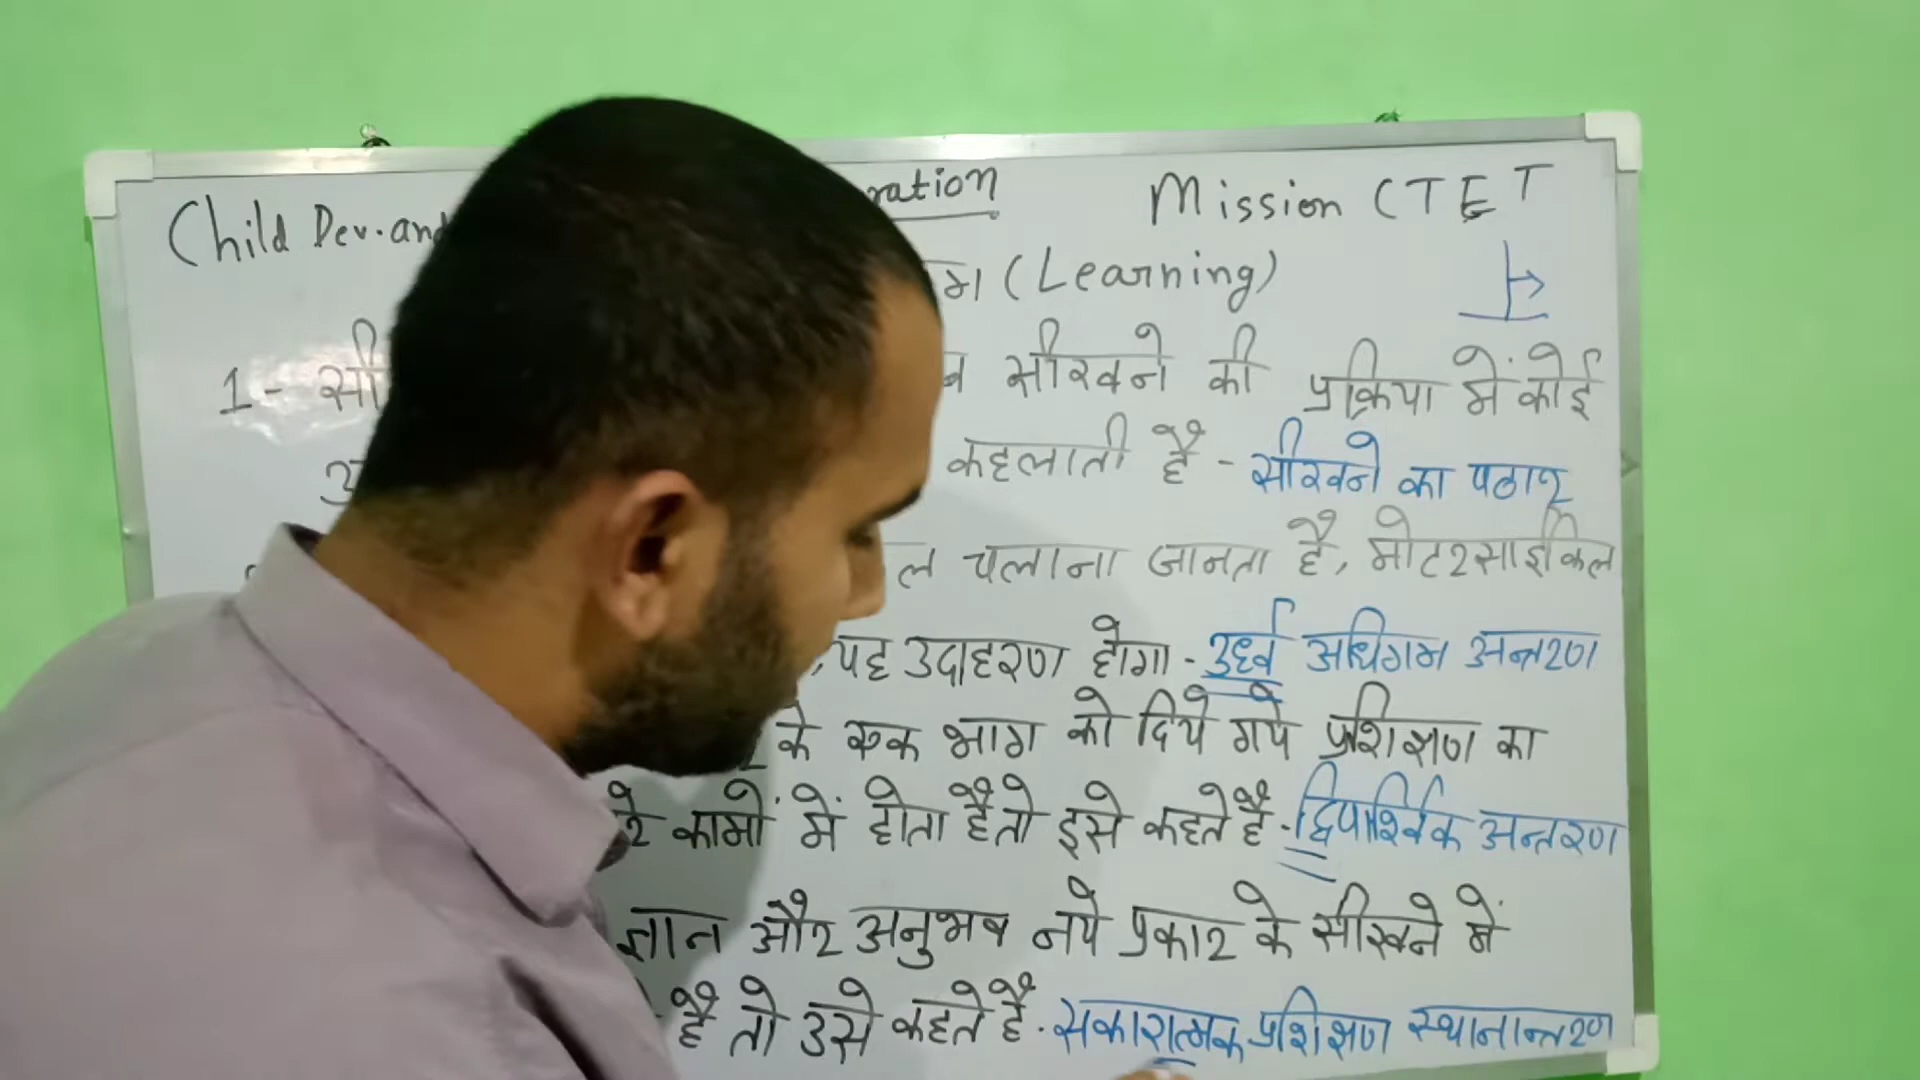 Child Dev. and ration Mission CTET
म (Learning)
1- सी व सीखने की प्रक्रिया में कोई
कहलाती है - सीखने का पठार
ल चलाना जानता है, मोटरसाइकिल
, यह उदाहरण होगा - उर्ध्व अधिगम अन्तरण
के एक भाग को दिये गये प्रशिक्षण का
रे कामों में होता है तो इसे कहते है - द्विपार्श्विक अन्तरण
ज्ञान और अनुभव नये प्रकार के सीखने में
है तो उसे कहते है - सकारात्मक प्रशिक्षण स्थानान्तरण